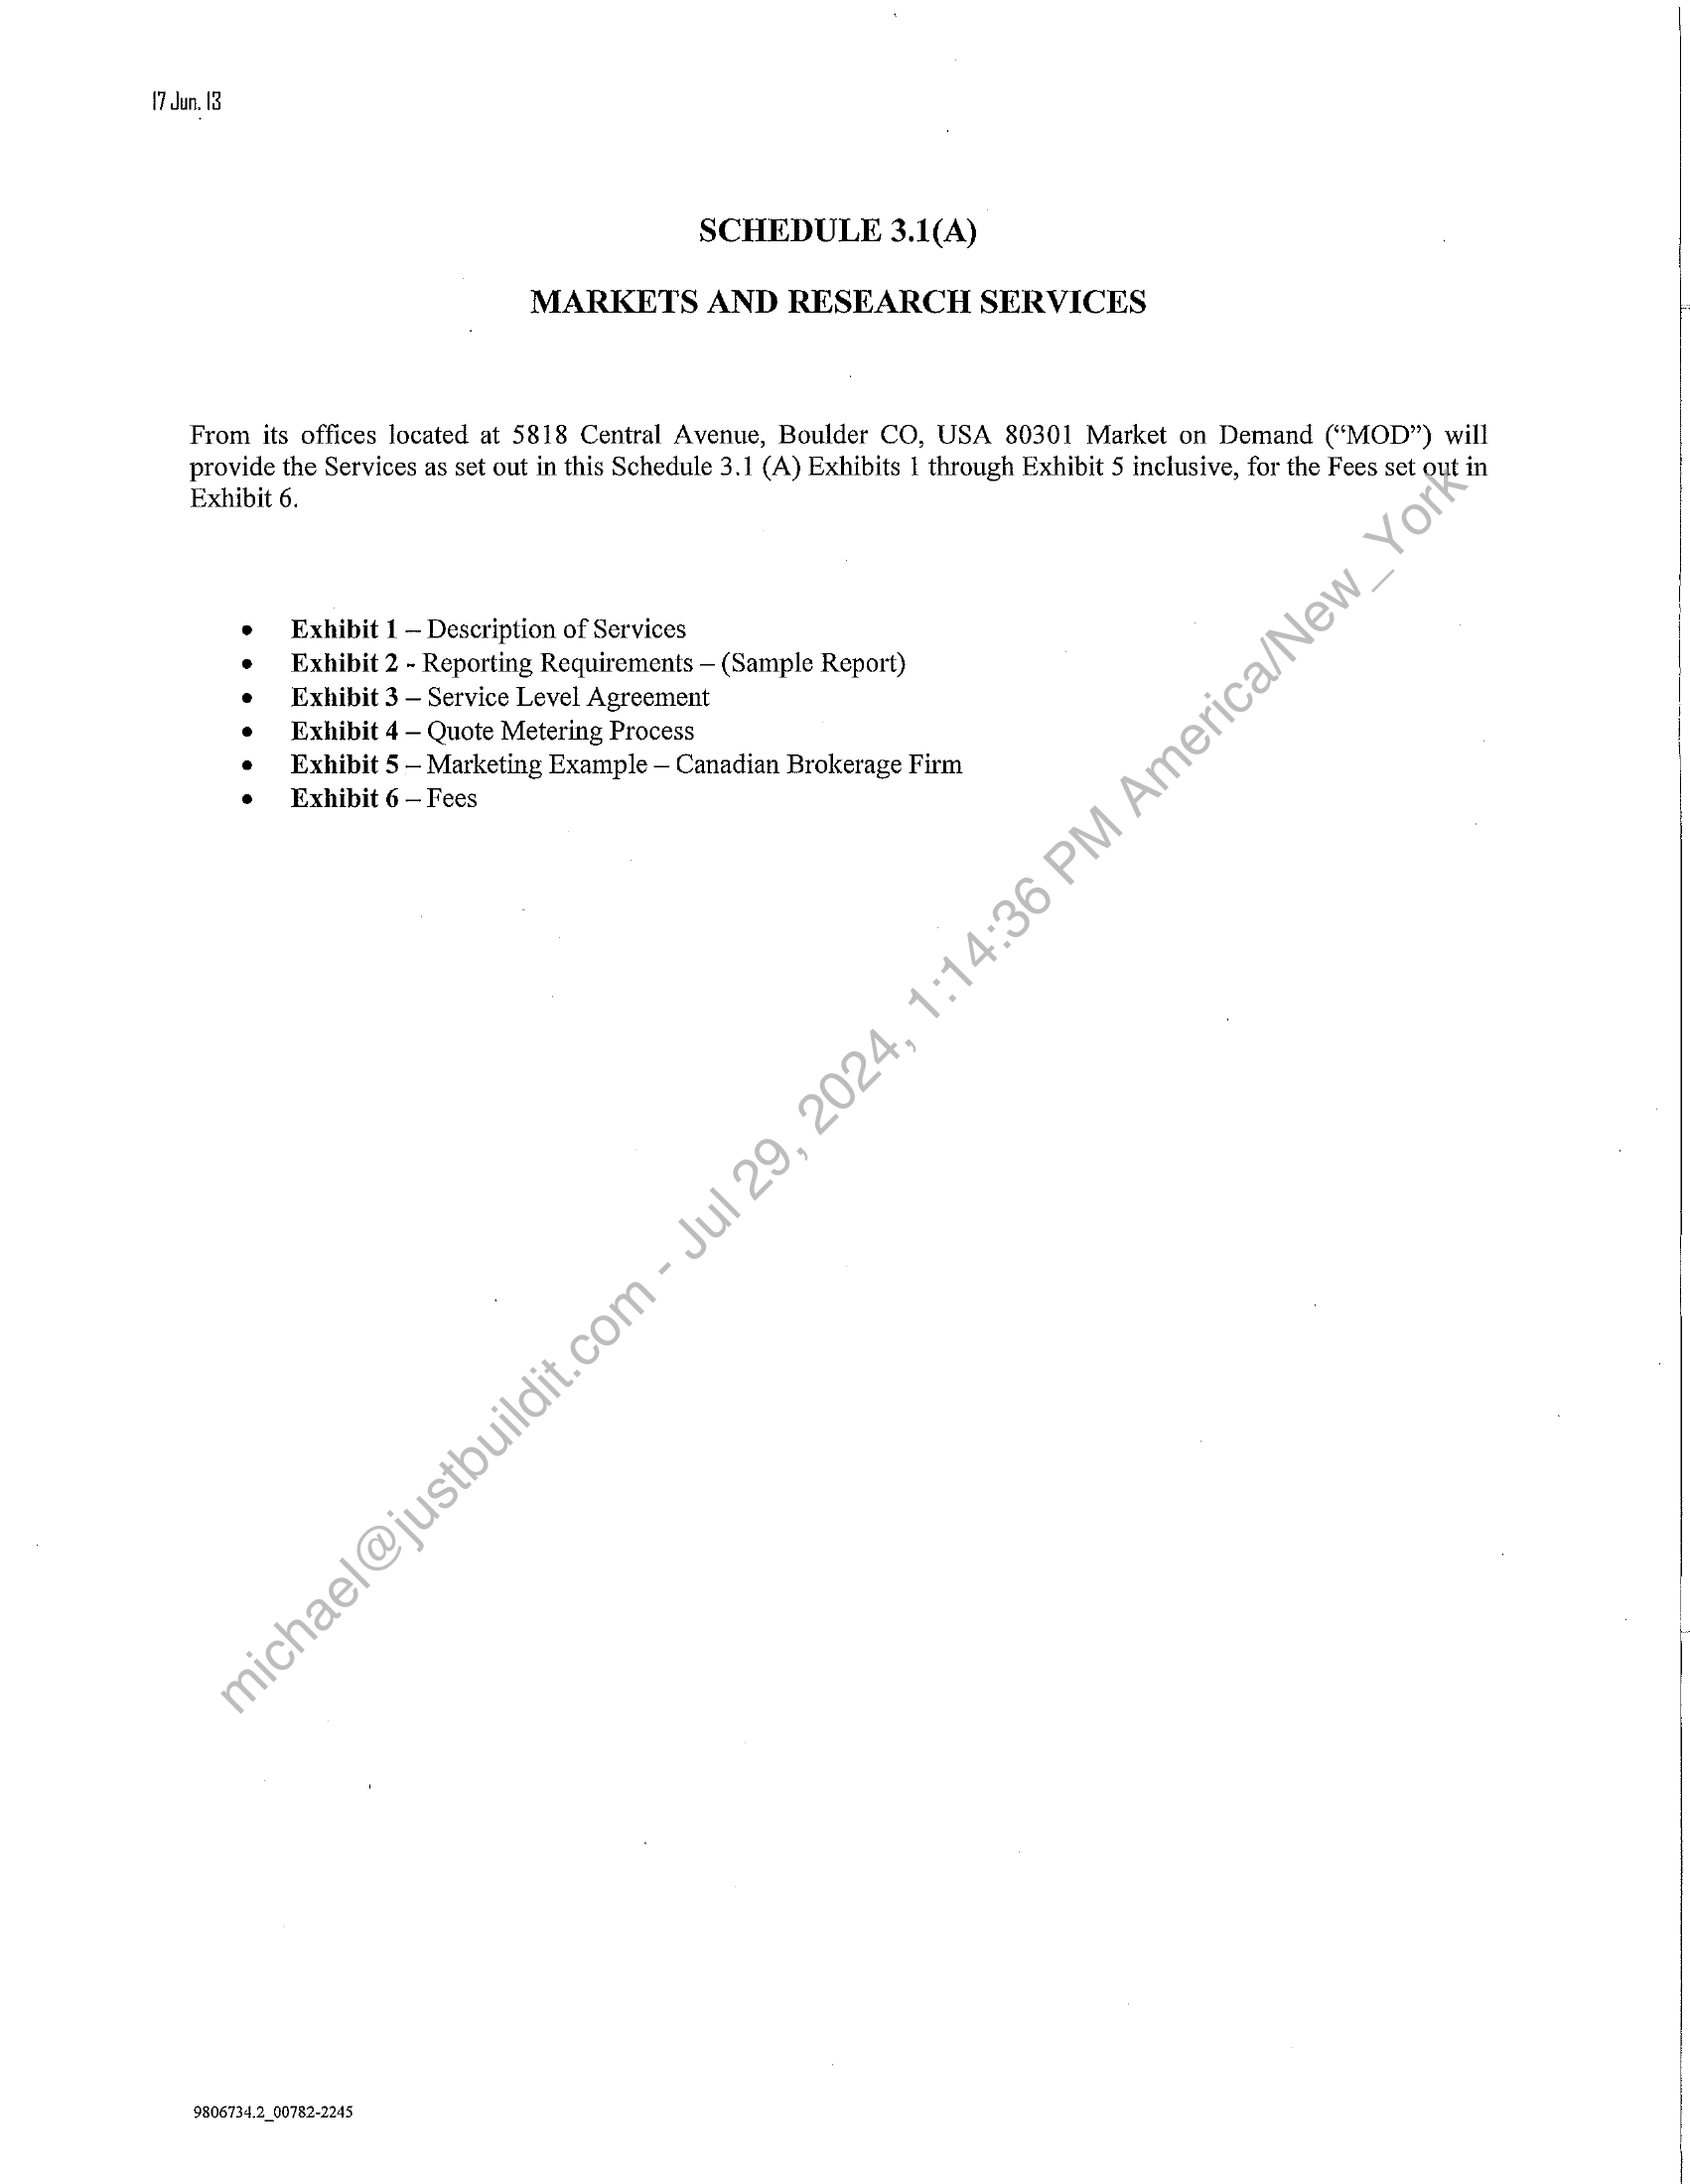 17 Jun. 13
SCHEDULE 3.1(A)
MARKETS AND RESEARCH SERVICES
From its offices located at 5818 Central Avenue, Boulder CO, USA 80301 Market on Demand (“MOD”) will
provide the Services as set out in this Schedule 3.1 (A) Exhibits 1 through Exhibit 5 inclusive, for the Fees set out in
Exhibit 6.
• Exhibit 1 – Description of Services
• Exhibit 2 - Reporting Requirements – (Sample Report)
• Exhibit 3 – Service Level Agreement
• Exhibit 4 – Quote Metering Process
• Exhibit 5 – Marketing Example – Canadian Brokerage Firm
• Exhibit 6 – Fees
michael@justbuildit.com - Jul 29, 2024, 1:14:36 PM America/New_York
9806734.2_00782-2245